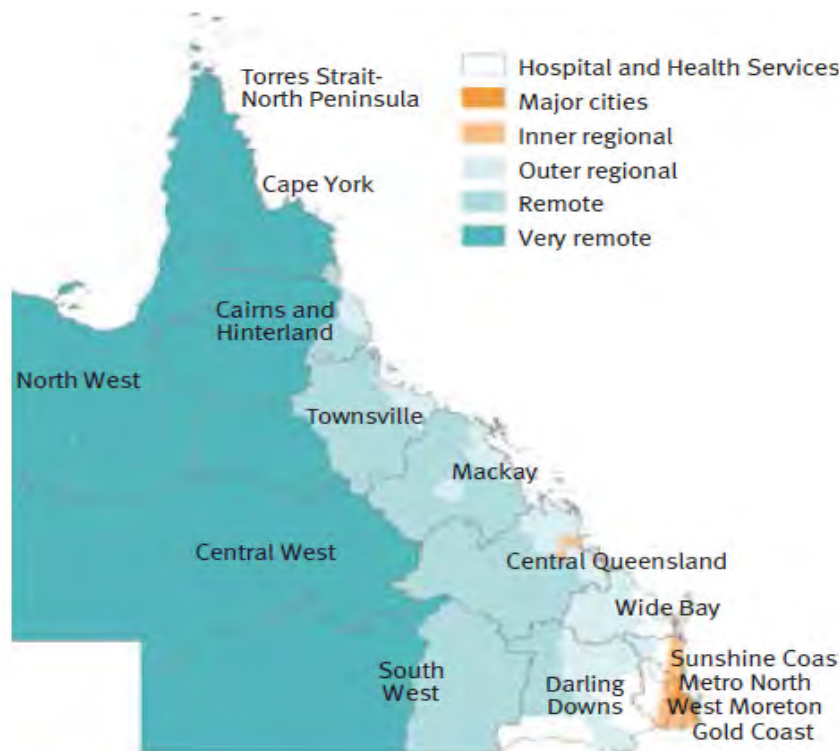 Torres Strait-
North Peninsula
Hospital and Health Services
Major cities
Inner regional
Outer regional
Remote
Very remote
Cape York
Cairns and
Hinterland
North West
Townsville
Mackay
Central West
Central Queensland
Wide Bay
South
West
Darling
Downs
Sunshine Coas
Metro North
West Moreton
Gold Coast